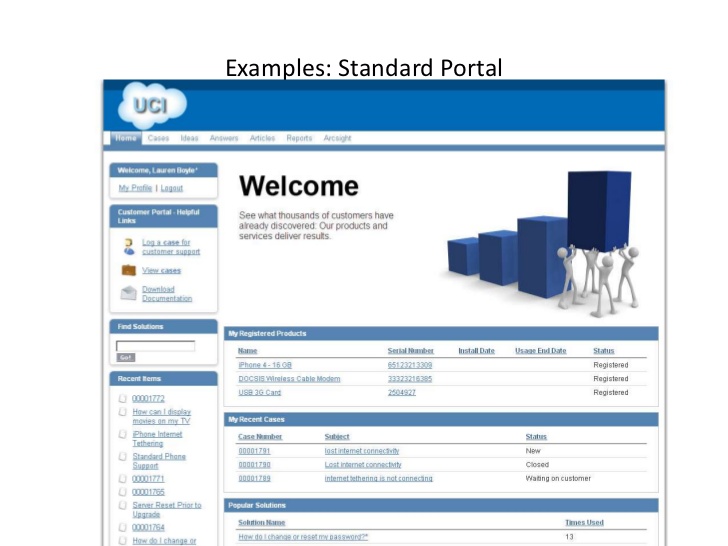 Examples: Standard Portal
UCI
Home Cases Ideas Answers Articles Reports Arcsight
Welcome, Lauren Boyle*
My Profile | Logout
Customer Portal - Helpful
Links
Log a case for
customer support
View cases
Download
Documentation
Find Solutions
Go!
Recent Items
00001772
How can I display
movies on my TV
iPhone Internet
Tethering
Standard Phone
Support
00001771
00001765
Server Reset Prior to
Upgrade
00001764
How do I change or
Welcome
See what thousands of customers have
already discovered: Our products and
services deliver results.
My Registered Products
Name Serial Number Install Date Usage End Date Status
iPhone 4 - 16 GB 65123213309 Registered
DOCSIS Wireless Cable Modem 33323216385 Registered
USB 3G Card 2504927 Registered
My Recent Cases
Case Number Subject Status
00001791 lost internet connectivity New
00001790 Lost internet connectivity Closed
00001789 internet tethering is not connecting Waiting on customer
Popular Solutions
Solution Name Times Used
How do I change or reset my password?* 13